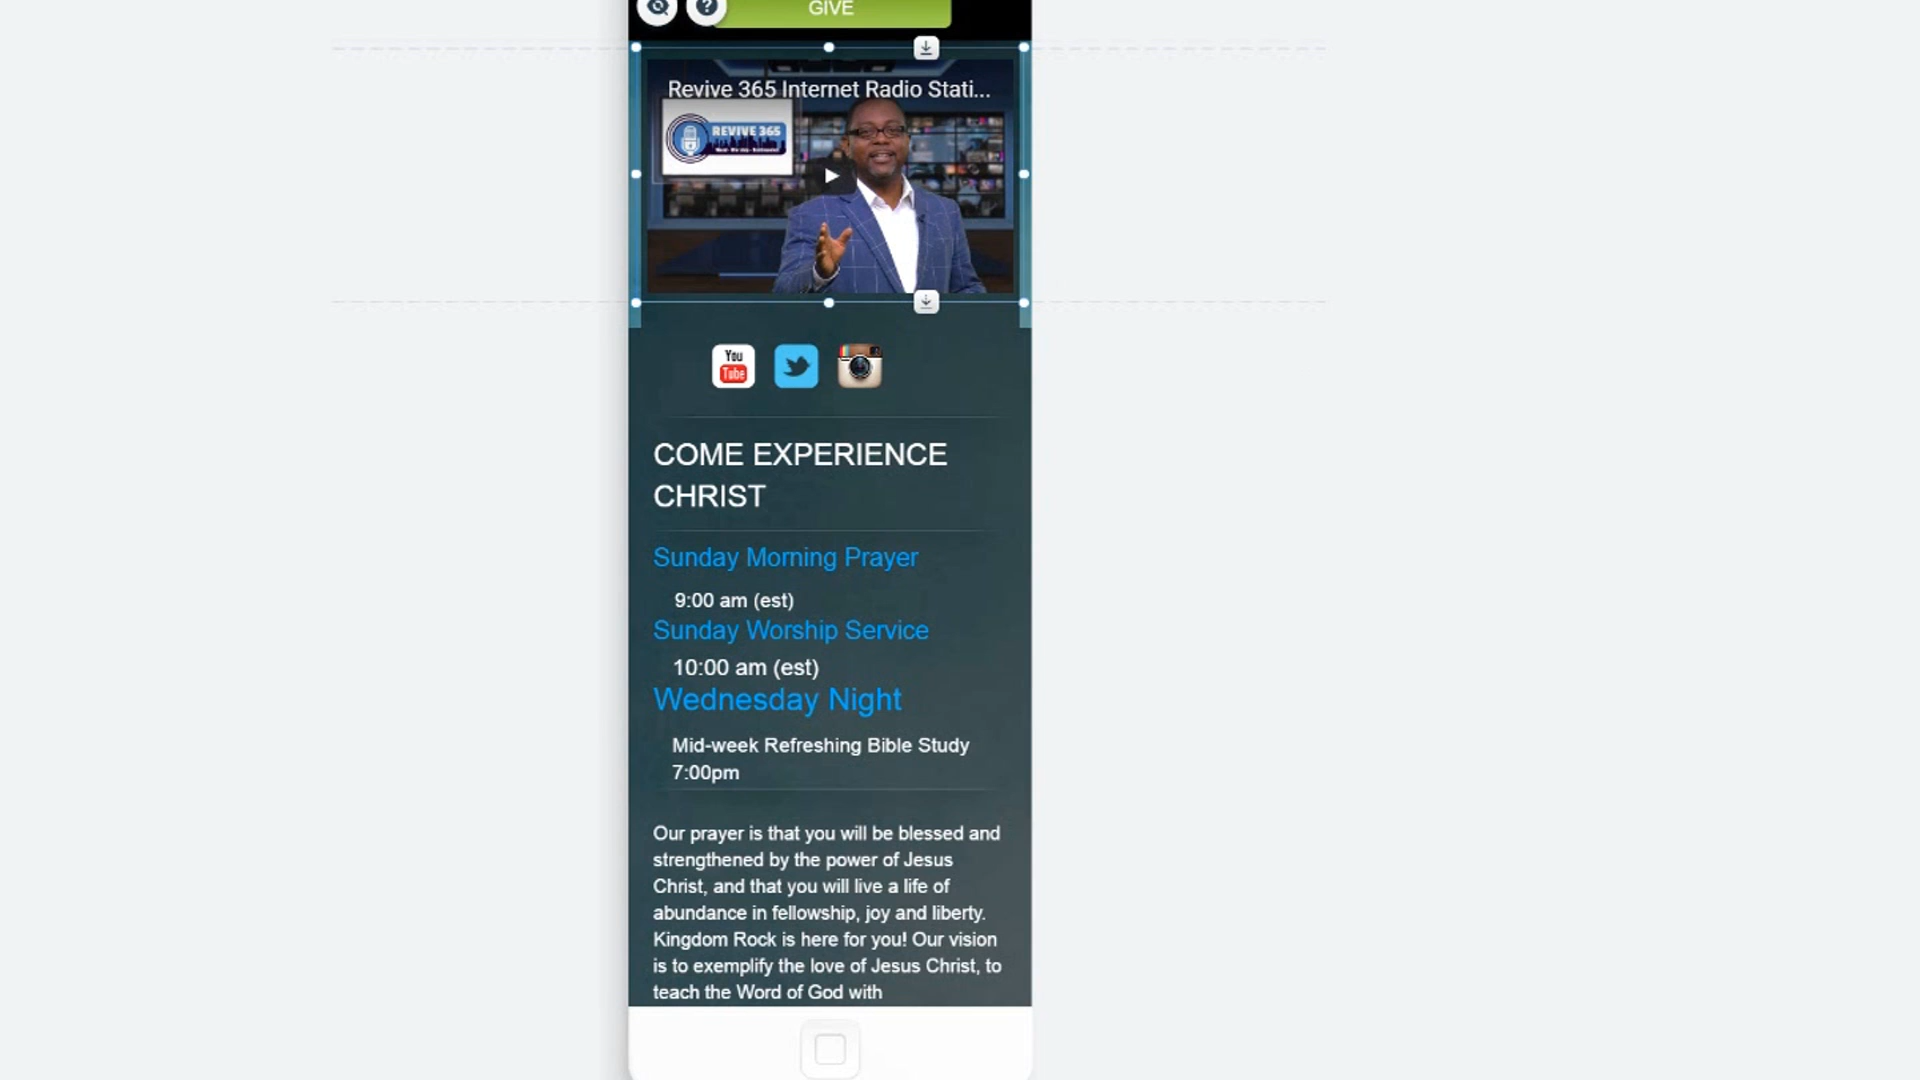 GIVE
Revive 365 Internet Radio Stati...
REVIVE 365
You
Tube
COME EXPERIENCE
CHRIST
Sunday Morning Prayer
9:00 am (est)
Sunday Worship Service
10:00 am (est)
Wednesday Night
Mid-week Refreshing Bible Study
7:00pm
Our prayer is that you will be blessed and
strengthened by the power of Jesus
Christ, and that you will live a life of
abundance in fellowship, joy and liberty.
Kingdom Rock is here for you! Our vision
is to exemplify the love of Jesus Christ, to
teach the Word of God with